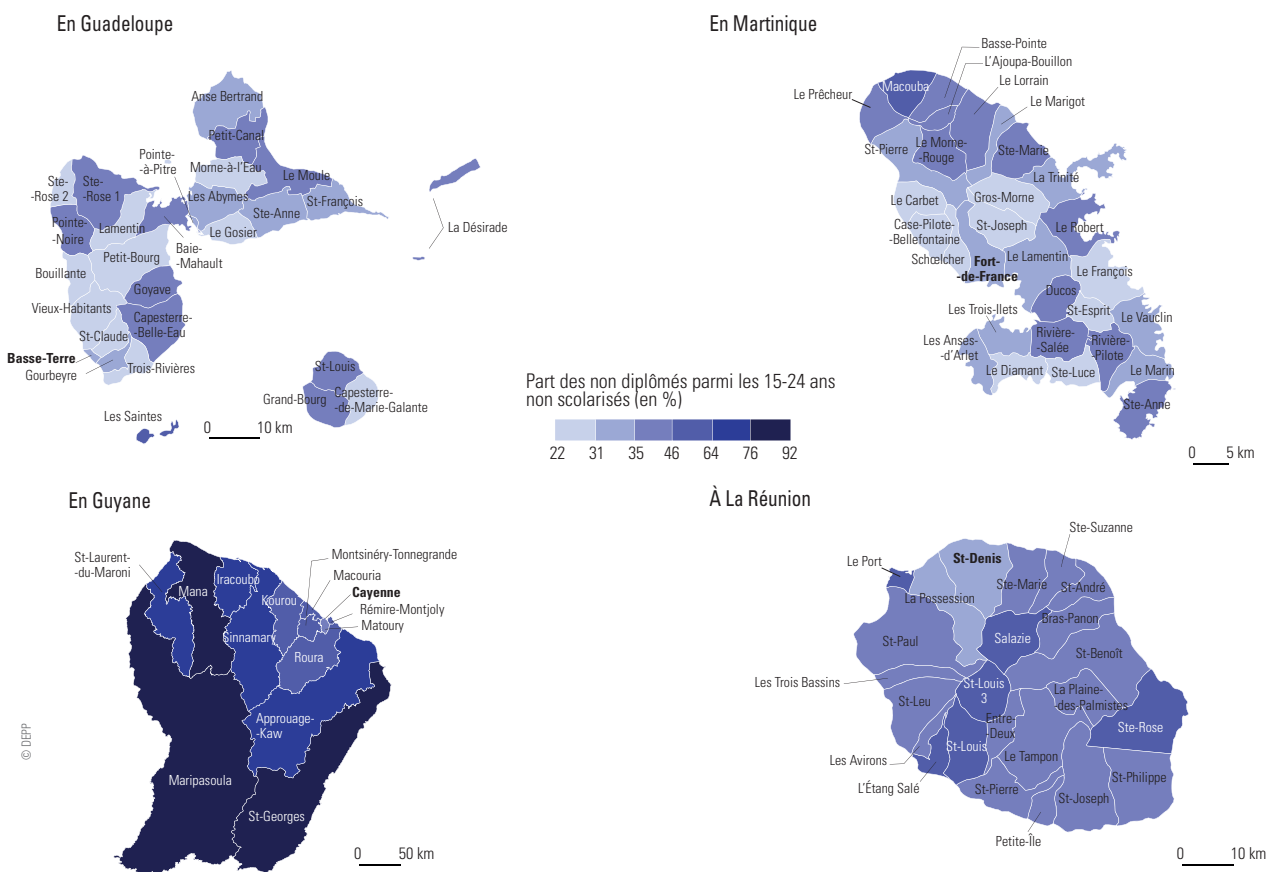 En Guadeloupe
Anse Bertrand
Petit-Canal
Pointe-
-à-Pitre
Morne-à-l'Eau
Le Moule
Ste-
-Rose 2
Ste-
-Rose 1
Les Abymes
St-François
Ste-Anne
Pointe-
-Noire
Lamentin
Le Gosier
La Désirade
Baie-
-Mahault
Petit-Bourg
Bouillante
Goyave
Vieux-Habitants
Capesterre-
-Belle-Eau
St-Claude
Basse-Terre
Gourbeyre
Trois-Rivières
St-Louis
Grand-Bourg
Capesterre-
-de-Marie-Galante
Les Saintes
0 10 km
En Martinique
Basse-Pointe
L'Ajoupa-Bouillon
Le Lorrain
Le Marigot
Macouba
Le Prêcheur
St-Pierre
Le Morne-
-Rouge
Ste-Marie
La Trinité
Le Carbet
Gros-Morne
Case-Pilote-
-Bellefontaine
St-Joseph
Le Robert
Schœlcher
Fort-
-de-France
Le Lamentin
Le François
Ducos
Les Trois-Ilets
St-Esprit
Le Vauclin
Les Anses-
-d'Arlet
Rivière-
-Salée
Rivière-
-Pilote
Le Diamant
Ste-Luce
Le Marin
Ste-Anne
0 5 km
Part des non diplômés parmi les 15-24 ans
non scolarisés (en %)
22 31 35 46 64 76 92
En Guyane
St-Laurent-
-du-Maroni
Mana
Iracoubo
Kourou
Montsinéry-Tonnegrande
Macouria
Cayenne
Rémire-Montjoly
Matoury
Sinnamary
Roura
Approuage-
-Kaw
Maripasoula
St-Georges
0 50 km
À La Réunion
Ste-Suzanne
Le Port
St-Denis
Ste-Marie
St-André
La Possession
Bras-Panon
St-Paul
Salazie
St-Benoît
Les Trois Bassins
St-Louis
3
La Plaine-
-des-Palmistes
St-Leu
Entre-
-Deux
Ste-Rose
Les Avirons
St-Louis
Le Tampon
L'Étang Salé
St-Pierre
St-Joseph
St-Philippe
Petite-Île
0 10 km
© DEPP